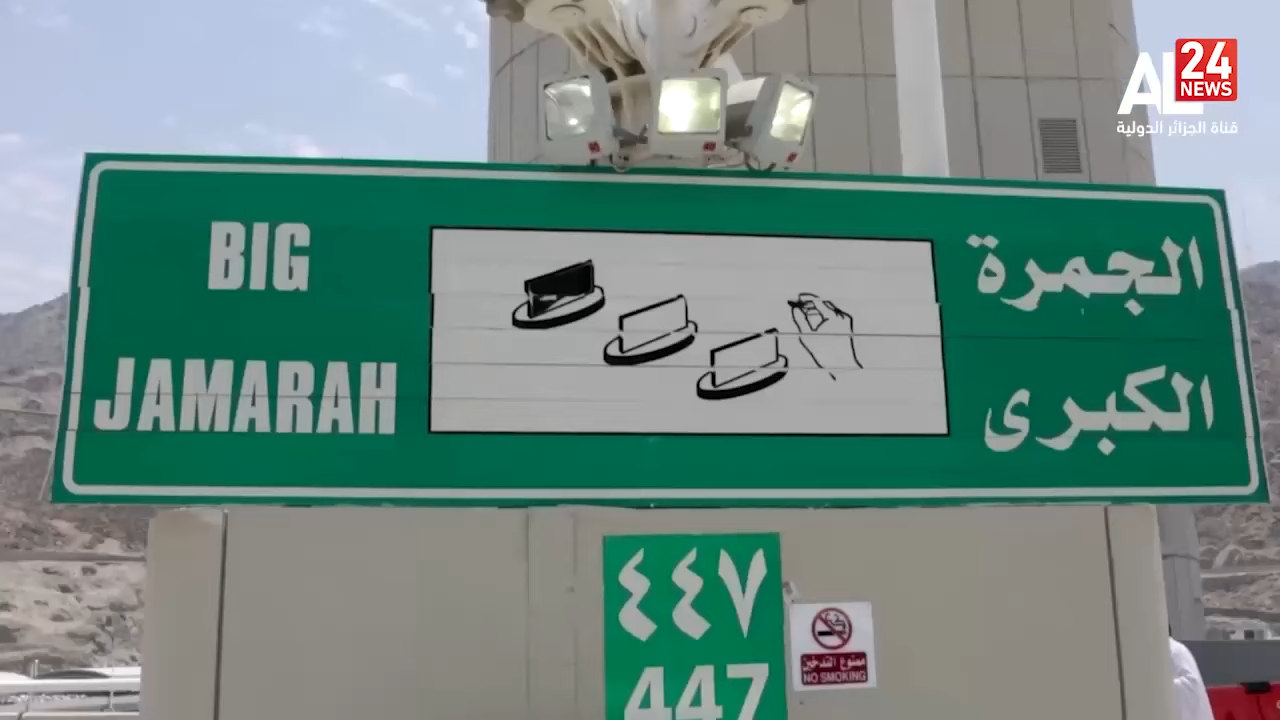 AL 24 NEWS
قناة الجزائر الدولية
BIG
JAMARAH
الجمرة
الكبرى
٤٤٧
447
ممنوع التدخين
NO SMOKING